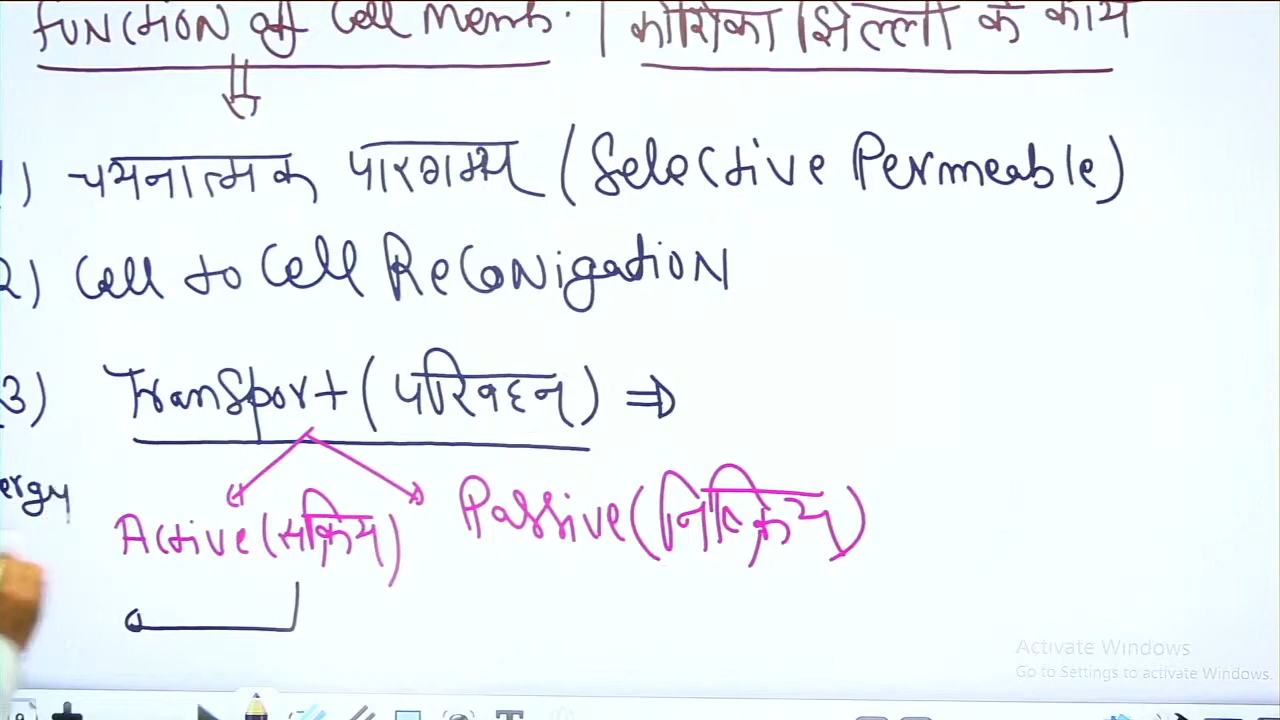 Function of Cell Memb. | कोशिका झिल्ली के कार्य
1) चयनात्मक पारगम्य (Selective Permeable)
2) Cell to Cell Reconigation
3) Transport (परिवहन) ⇒
ergy
Active (सक्रिय) Passive (निष्क्रिय)
Activate Windows
Go to Settings to activate Windows.